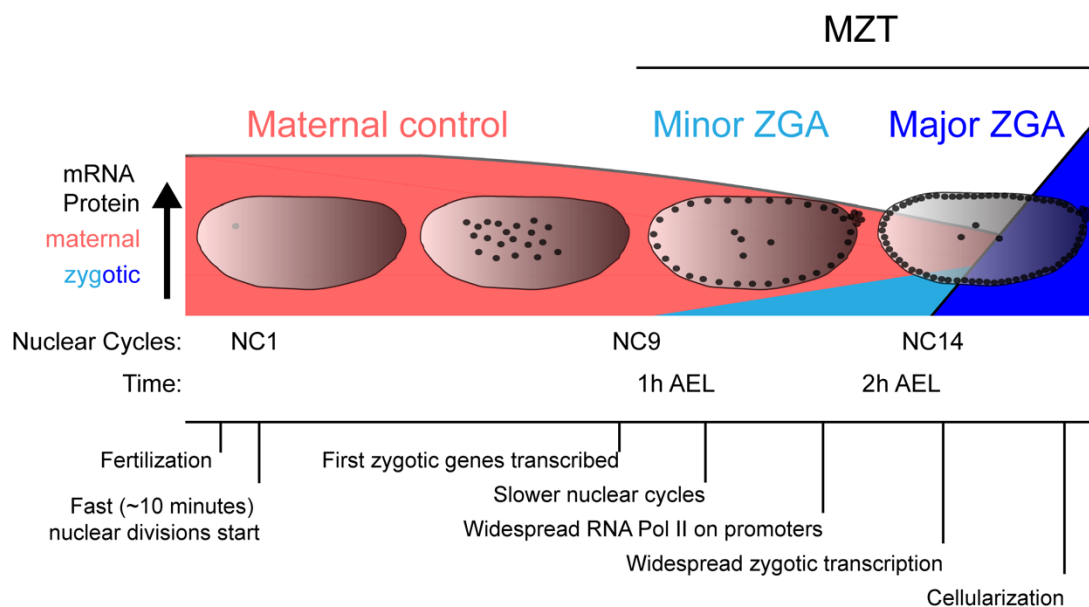 MZT
Maternal control
Minor ZGA
Major ZGA
mRNA
Protein
maternal
zygotic
Nuclear Cycles:
NC1
NC9
NC14
Time:
1h AEL
2h AEL
Fertilization
First zygotic genes transcribed
Fast (~10 minutes)
nuclear divisions start
Slower nuclear cycles
Widespread RNA Pol II on promoters
Widespread zygotic transcription
Cellularization